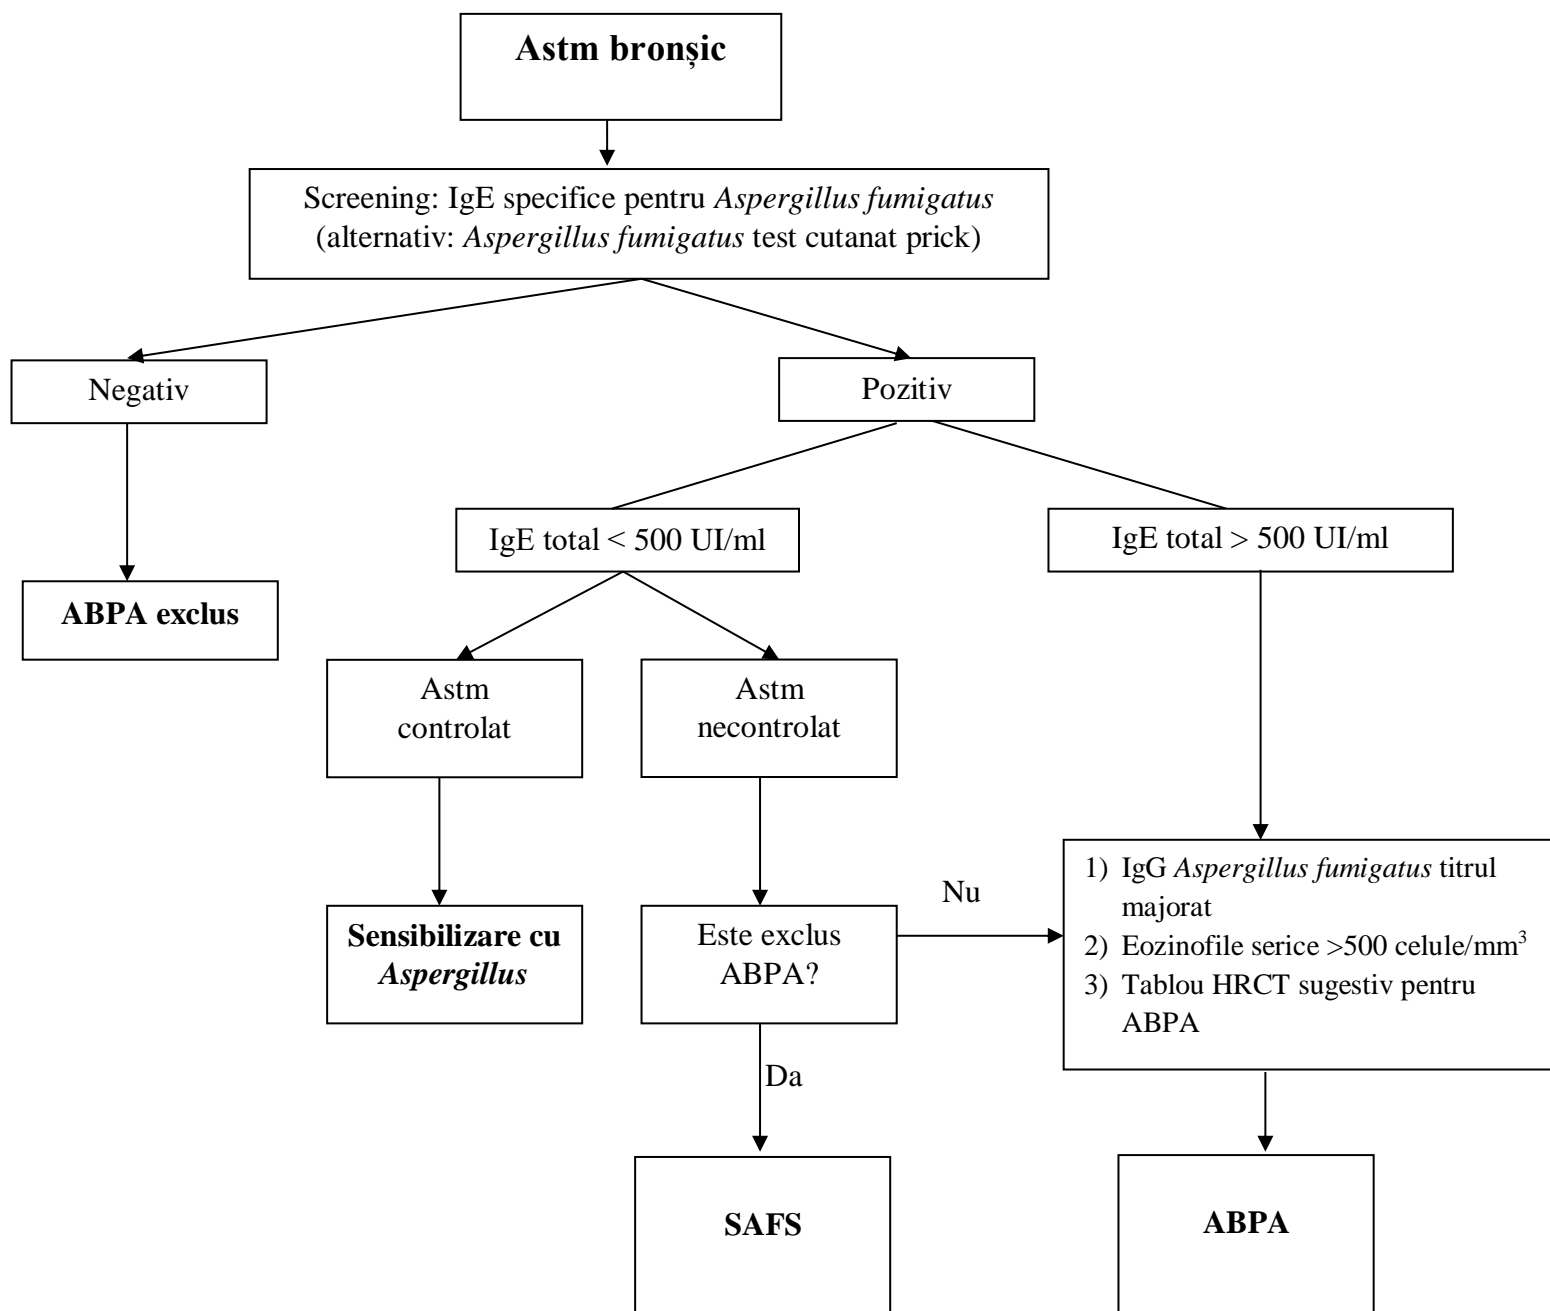 Astm bronșic
Screening: IgE specifice pentru Aspergillus fumigatus
(alternativ: Aspergillus fumigatus test cutanat prick)
Negativ
Pozitiv
IgE total < 500 UI/ml
IgE total > 500 UI/ml
ABPA exclus
Astm
controlat
Astm
necontrolat
Sensibilizare cu
Aspergillus
Este exclus
ABPA?
Nu
1) IgG Aspergillus fumigatus titrul
majorat
2) Eozinofile serice >500 celule/mm³
3) Tablou HRCT sugestiv pentru
ABPA
Da
SAFS
ABPA